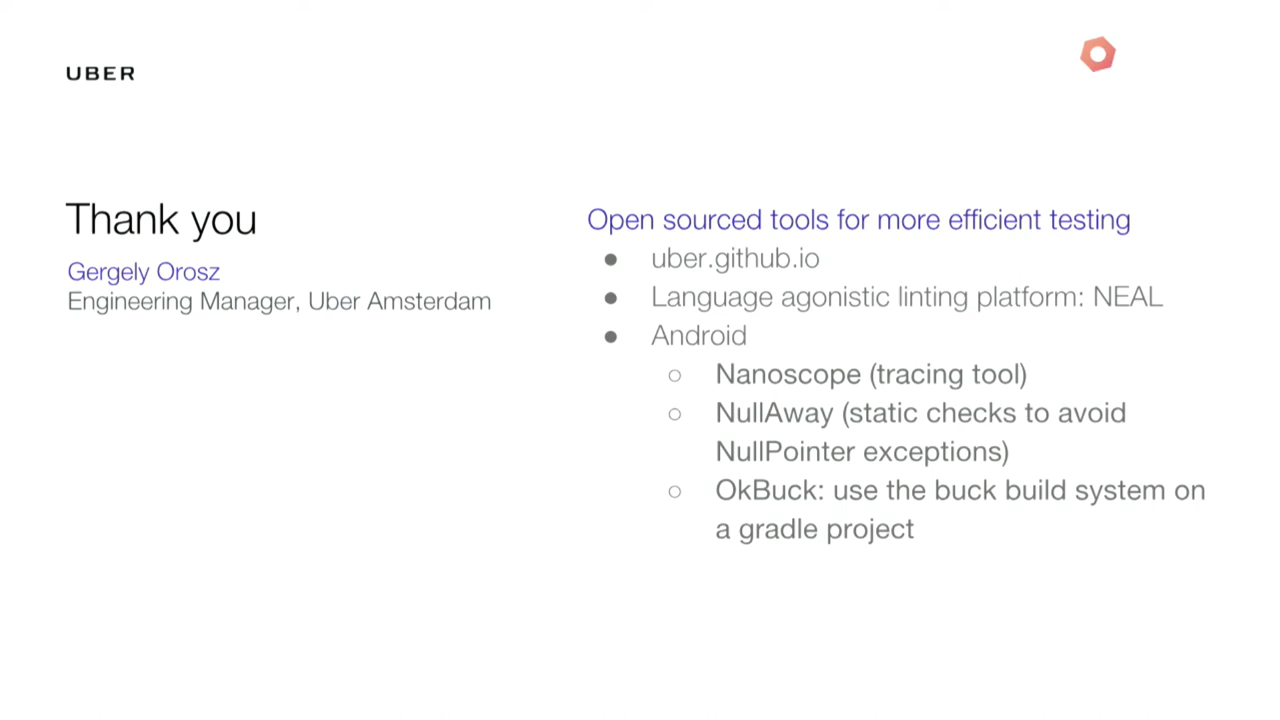 UBER
Thank you
Gergely Orosz
Engineering Manager, Uber Amsterdam
Open sourced tools for more efficient testing
● uber.github.io
● Language agonistic linting platform: NEAL
● Android
○ Nanoscope (tracing tool)
○ NullAway (static checks to avoid
NullPointer exceptions)
○ OkBuck: use the buck build system on
a gradle project